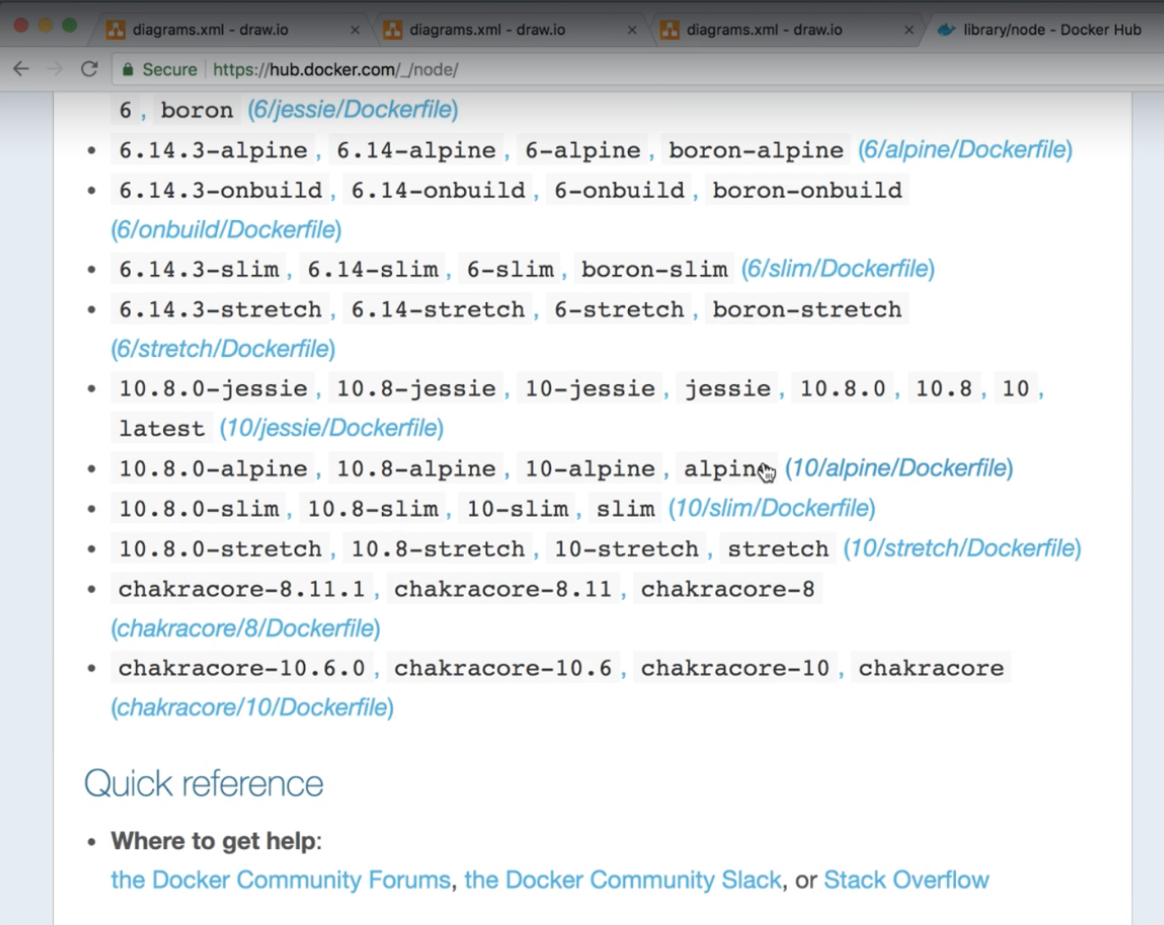 diagrams.xml - draw.io × diagrams.xml - draw.io × diagrams.xml - draw.io × library/node - Docker Hub
Secure https://hub.docker.com/_/node/
6 , boron (6/jessie/Dockerfile)
• 6.14.3-alpine , 6.14-alpine , 6-alpine , boron-alpine (6/alpine/Dockerfile)
• 6.14.3-onbuild , 6.14-onbuild , 6-onbuild , boron-onbuild
(6/onbuild/Dockerfile)
• 6.14.3-slim , 6.14-slim , 6-slim , boron-slim (6/slim/Dockerfile)
• 6.14.3-stretch , 6.14-stretch , 6-stretch , boron-stretch
(6/stretch/Dockerfile)
• 10.8.0-jessie , 10.8-jessie , 10-jessie , jessie , 10.8.0 , 10.8 , 10 ,
latest (10/jessie/Dockerfile)
• 10.8.0-alpine , 10.8-alpine , 10-alpine , alpine (10/alpine/Dockerfile)
• 10.8.0-slim , 10.8-slim , 10-slim , slim (10/slim/Dockerfile)
• 10.8.0-stretch , 10.8-stretch , 10-stretch , stretch (10/stretch/Dockerfile)
• chakracore-8.11.1 , chakracore-8.11 , chakracore-8
(chakracore/8/Dockerfile)
• chakracore-10.6.0 , chakracore-10.6 , chakracore-10 , chakracore
(chakracore/10/Dockerfile)
Quick reference
• Where to get help:
the Docker Community Forums, the Docker Community Slack, or Stack Overflow